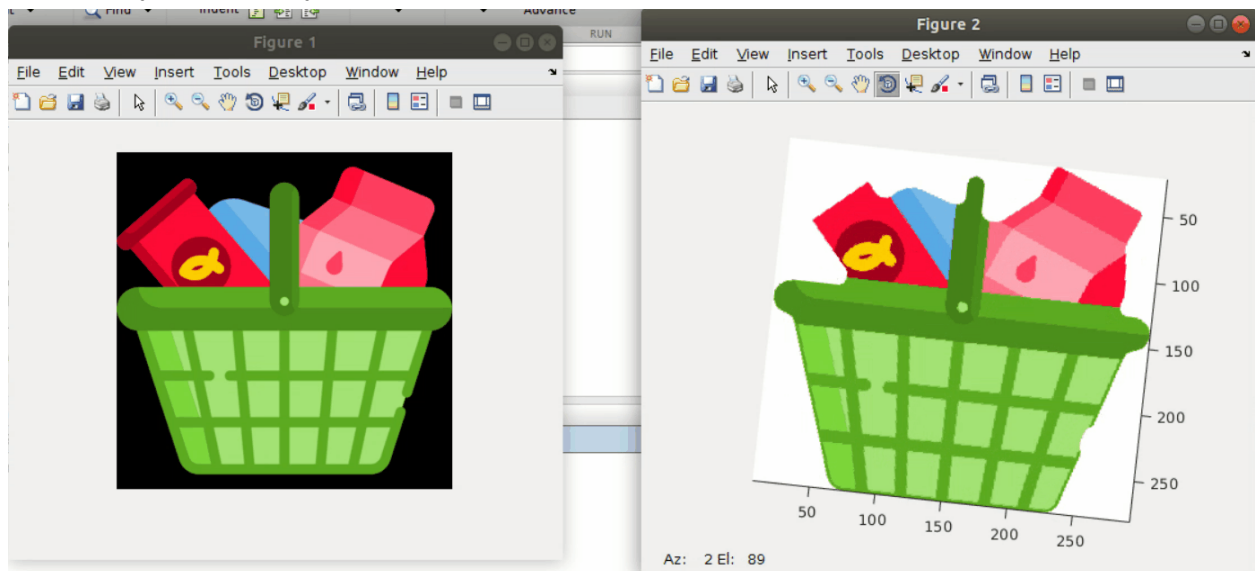 Find
Indent
Advance
RUN
Figure 1
File Edit View Insert Tools Desktop Window Help
Figure 2
File Edit View Insert Tools Desktop Window Help
50
100
150
200
250
50
100
150
200
250
Az: 2 El: 89